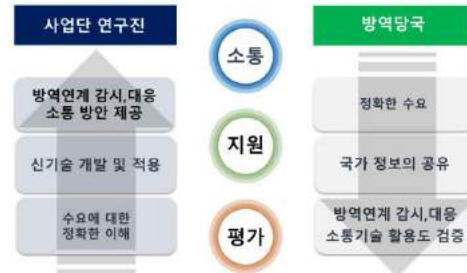 사업단 연구진
방역연계 감시,대응
소통 방안 제공
신기술 개발 및 적용
수요에 대한
정확한 이해
소통
지원
평가
방역당국
정확한 수요
국가 정보의 공유
방역연계 감시,대응
소통기술 활용도 검증